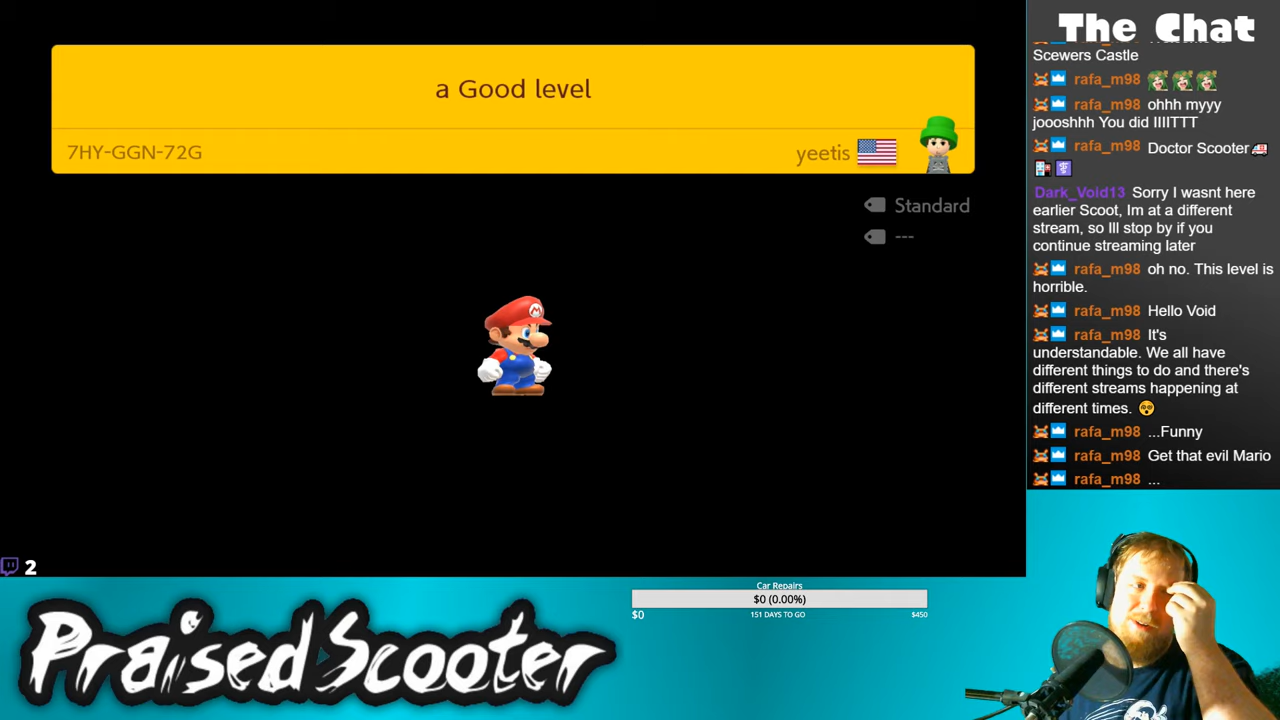 a Good level
7HY-GGN-72G
yeetis
Standard
---
The Chat
Scewers Castle
rafa_m98
rafa_m98 ohhh myyy
joooshhh You did IIIITTT
rafa_m98 Doctor Scooter
Dark_Void13 Sorry I wasnt here
earlier Scoot, Im at a different
stream, so Ill stop by if you
continue streaming later
rafa_m98 oh no. This level is
horrible.
rafa_m98 Hello Void
rafa_m98 It's
understandable. We all have
different things to do and there's
different streams happening at
different times.
rafa_m98 ...Funny
rafa_m98 Get that evil Mario
rafa_m98 ...
2
Car Repairs
$0 (0.00%)
$0 151 DAYS TO GO $450
PraisedScooter